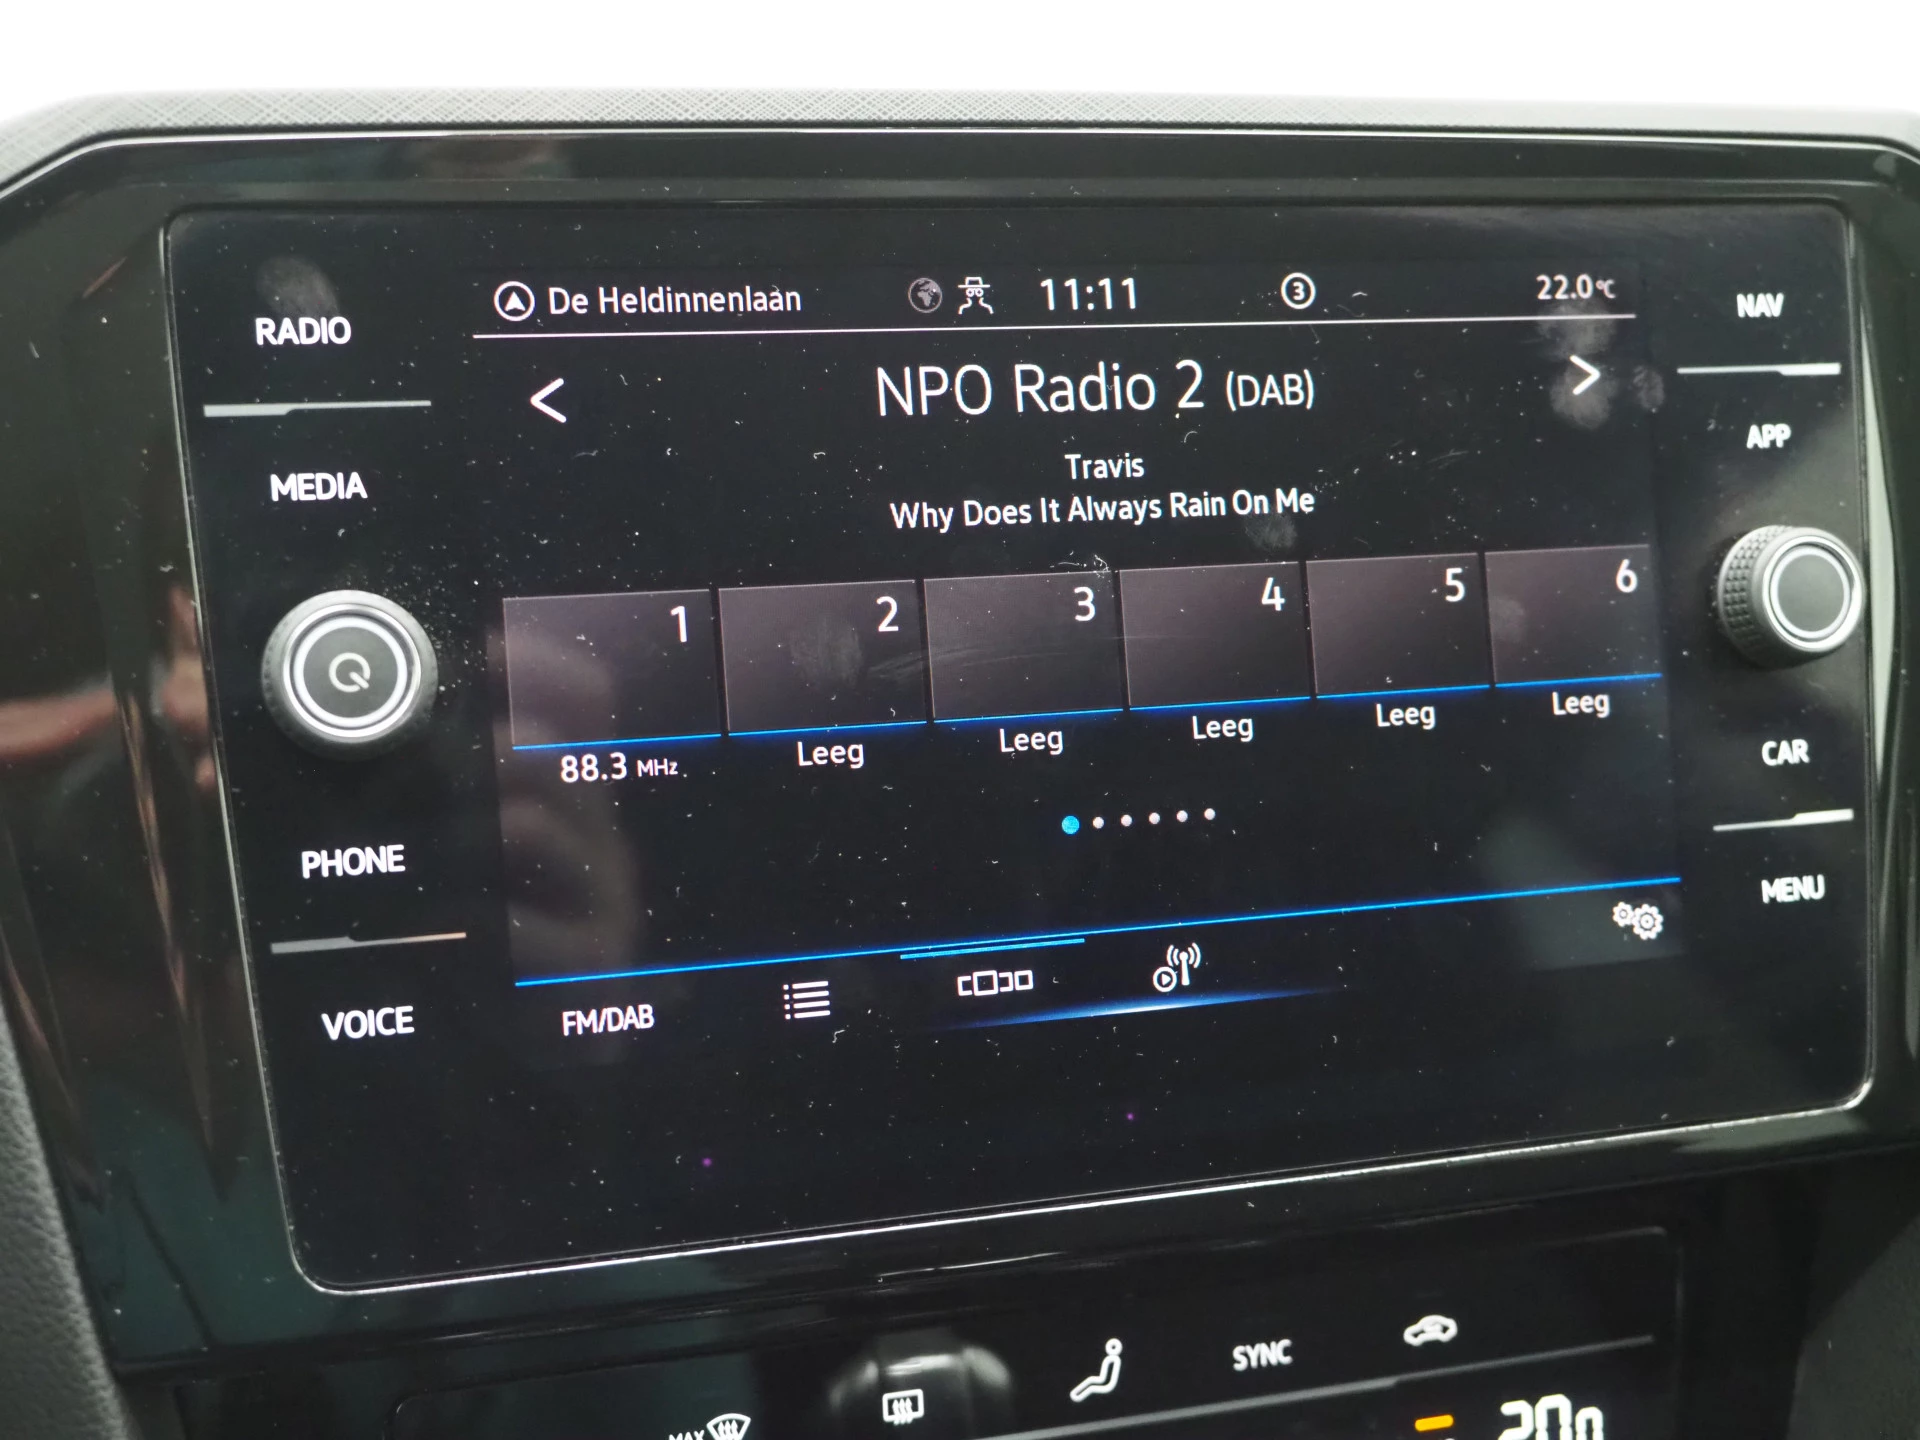 De Heldinnenlaan 11:11 3 22.0°C
RADIO
NAV
NPO Radio 2 (DAB)
APP
Travis
MEDIA
Why Does It Always Rain On Me
1 2 3 4 5 6
88.3 MHz Leeg Leeg Leeg Leeg Leeg
CAR
PHONE
MENU
VOICE
FM/DAB
SYNC
MAX